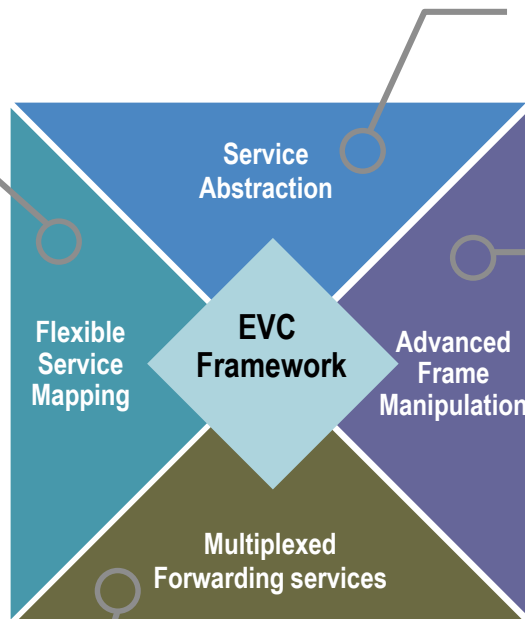 Service
Abstraction
EVC
Framework
Flexible
Service
Mapping
Advanced
Frame
Manipulation
Multiplexed
Forwarding services